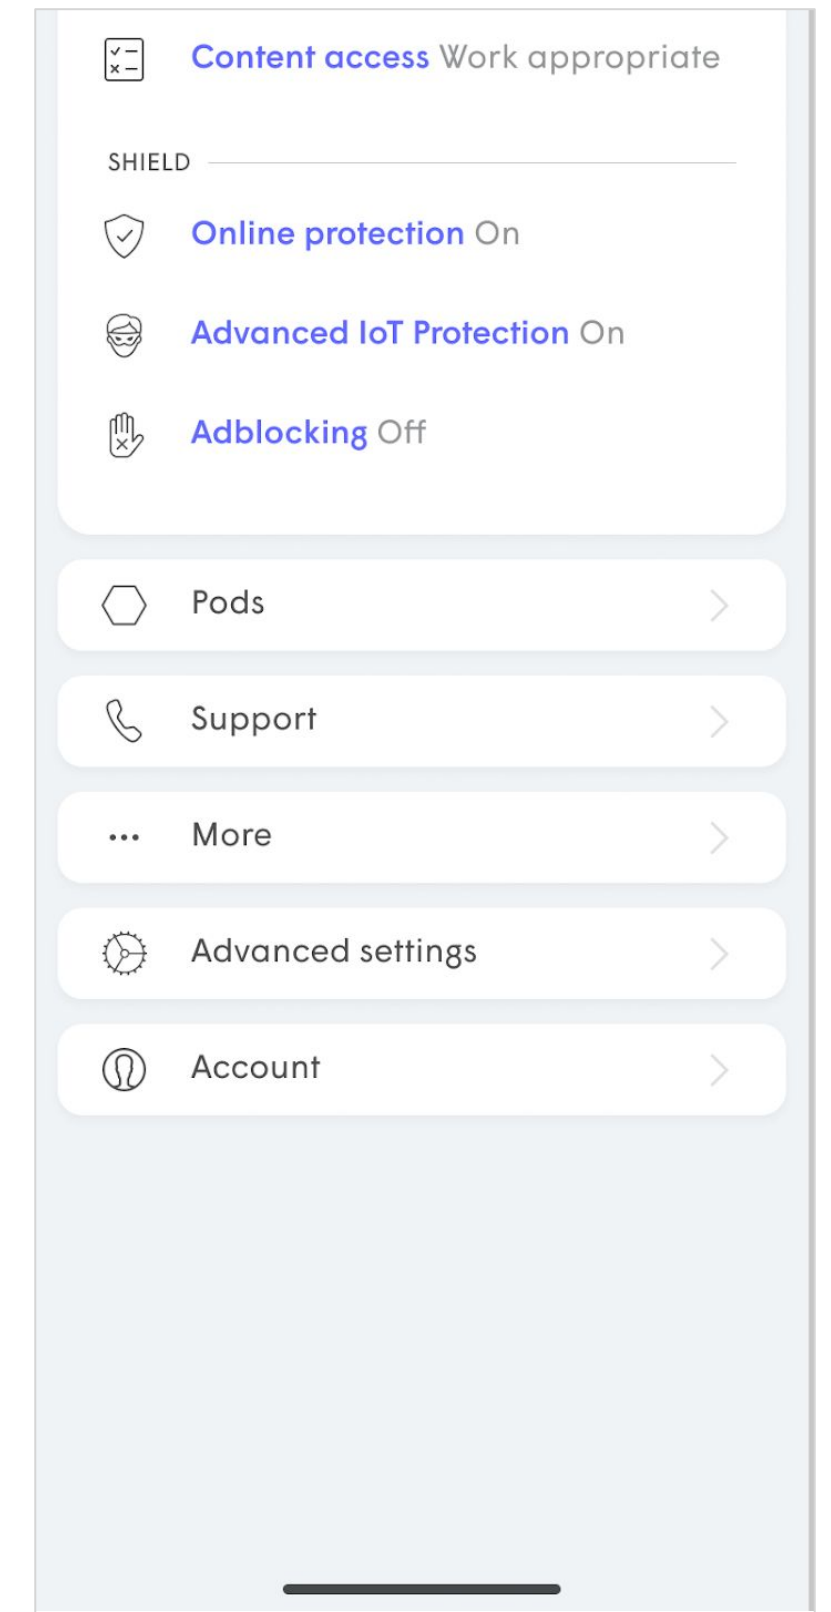 Content access Work appropriate
SHIELD
Online protection On
Advanced IoT Protection On
Adblocking Off
Pods
Support
More
Advanced settings
Account